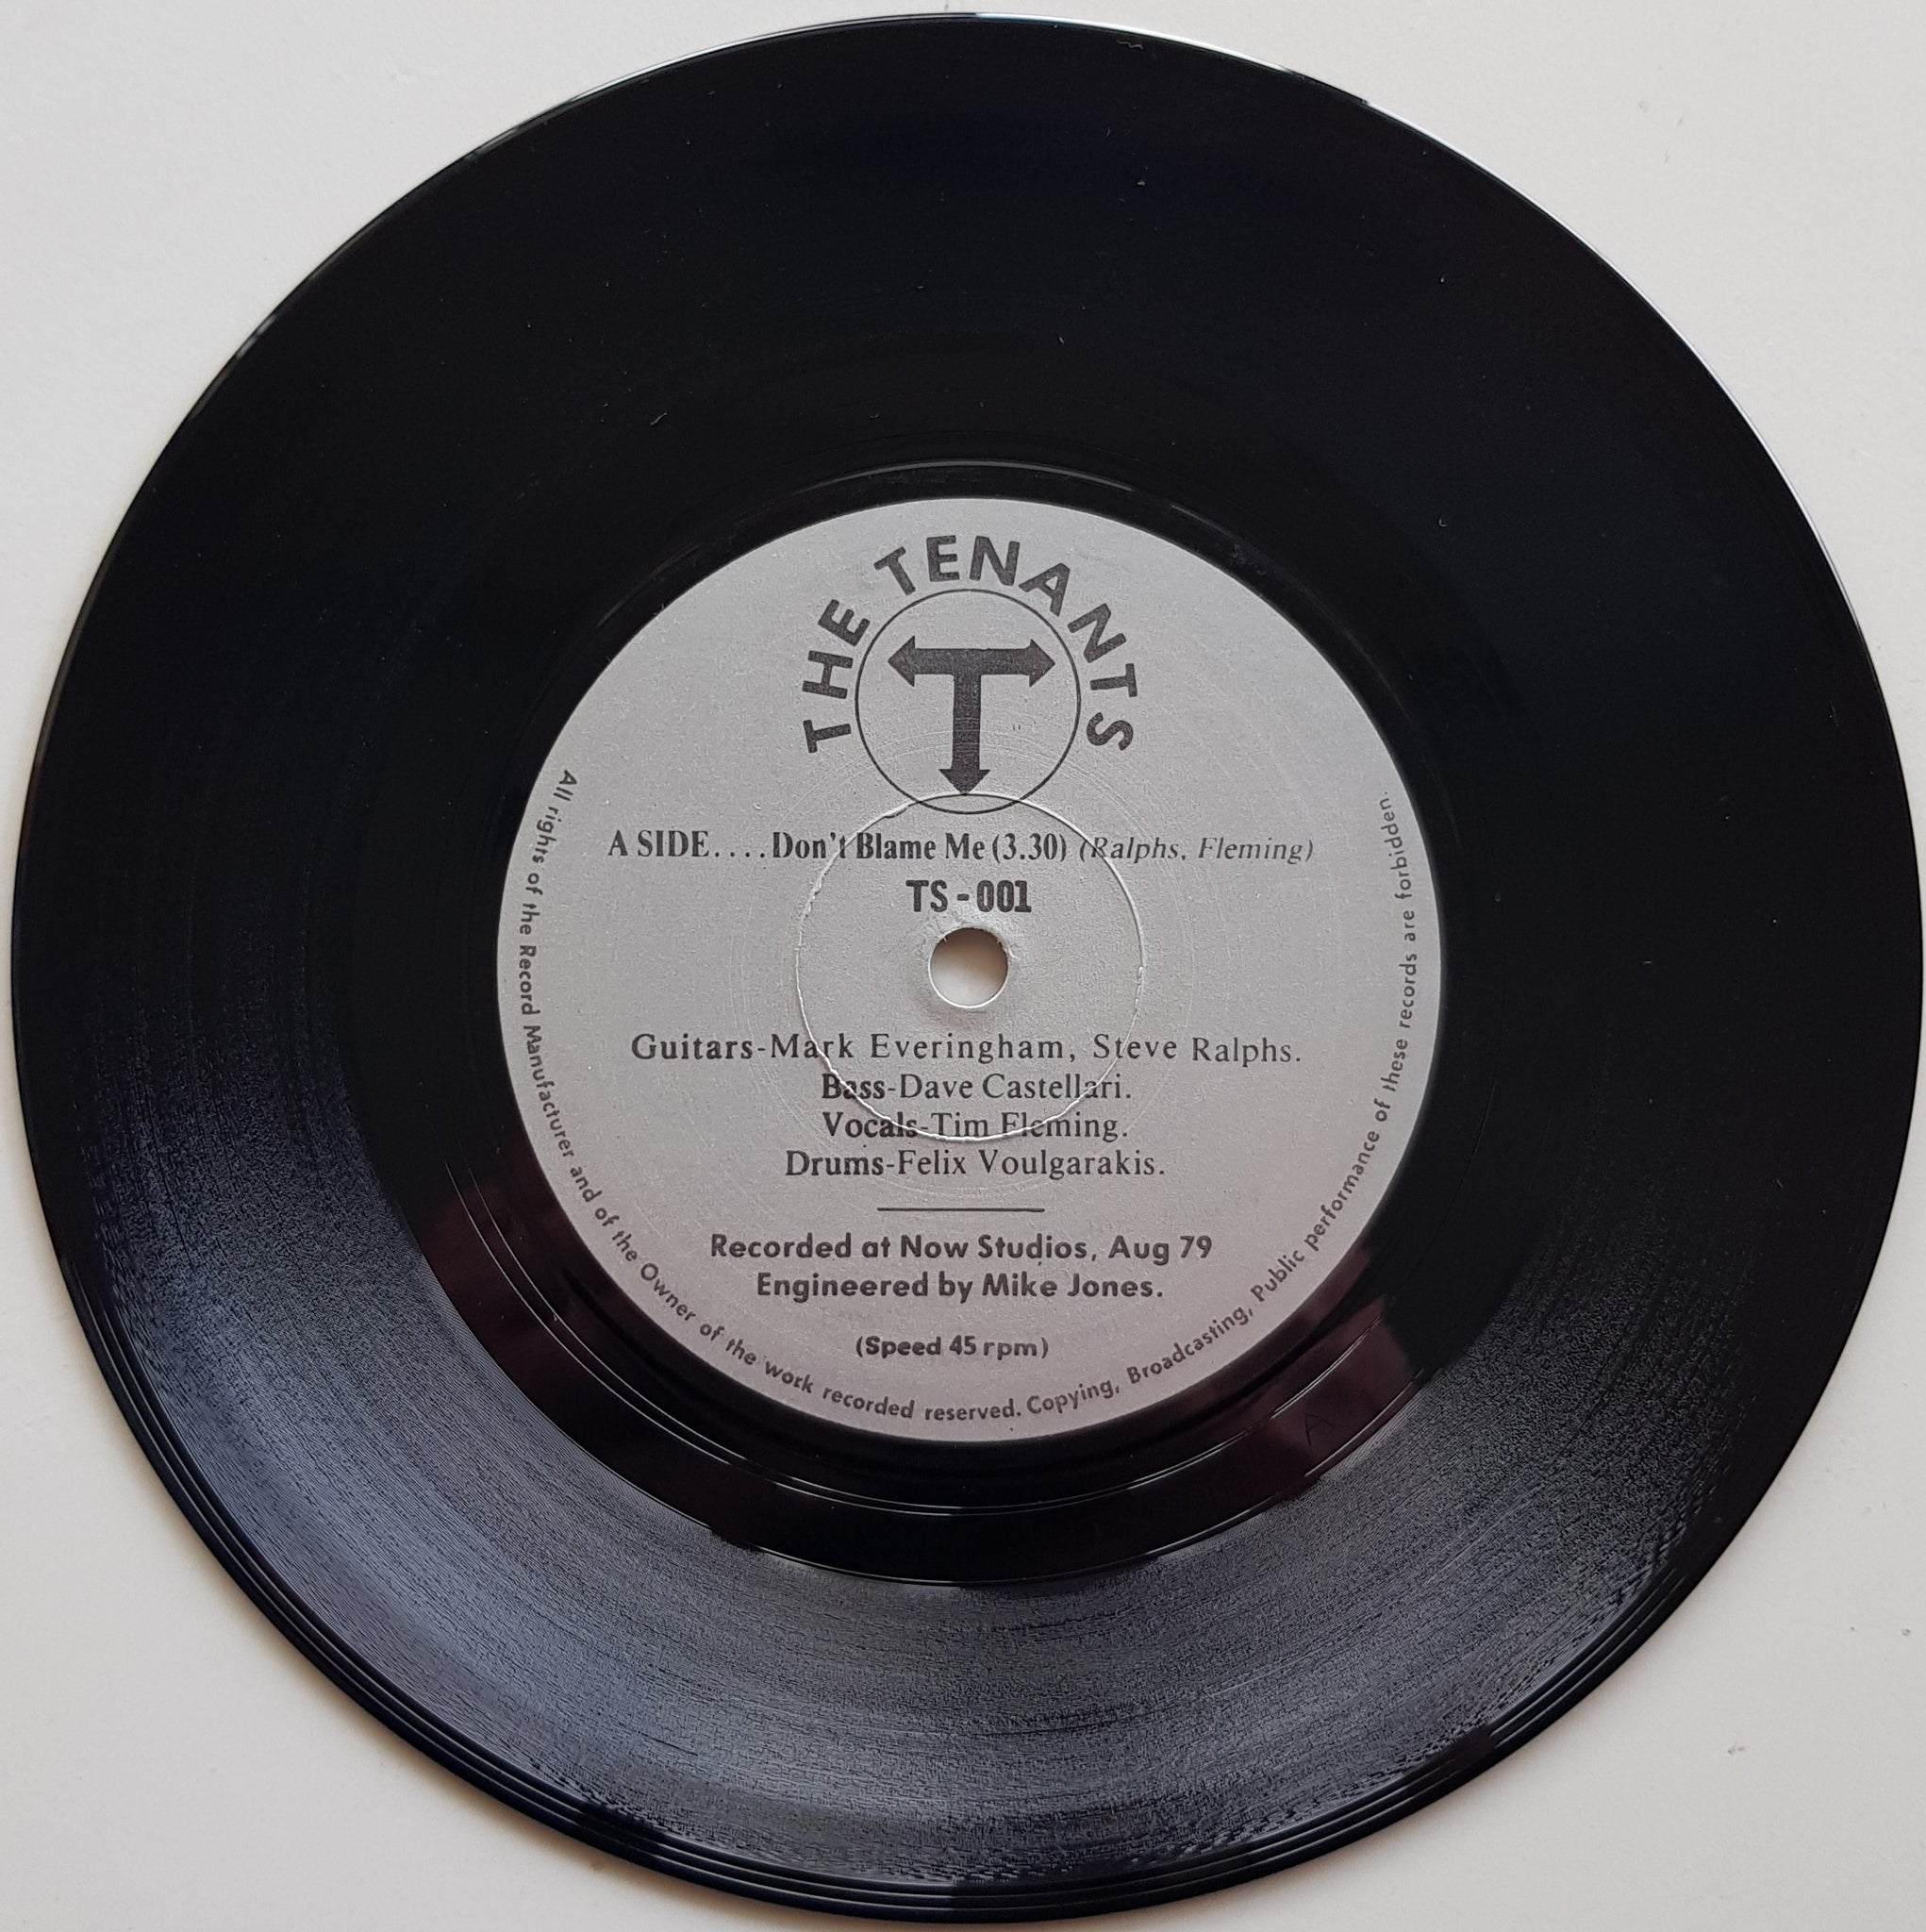 THE TENANTS
T
A SIDE....Don't Blame Me (3.30) (Ralphs, Fleming)
TS-001
Guitars-Mark Everingham, Steve Ralphs.
Bass-Dave Castellari.
Vocals-Tim Fleming.
Drums-Felix Voulgarakis.
Recorded at Now Studios, Aug 79
Engineered by Mike Jones.
(Speed 45 rpm)
All rights of the Record Manufacturer and of the Owner of the work recorded reserved. Copying, Broadcasting, Public performance of these records are forbidden.
A